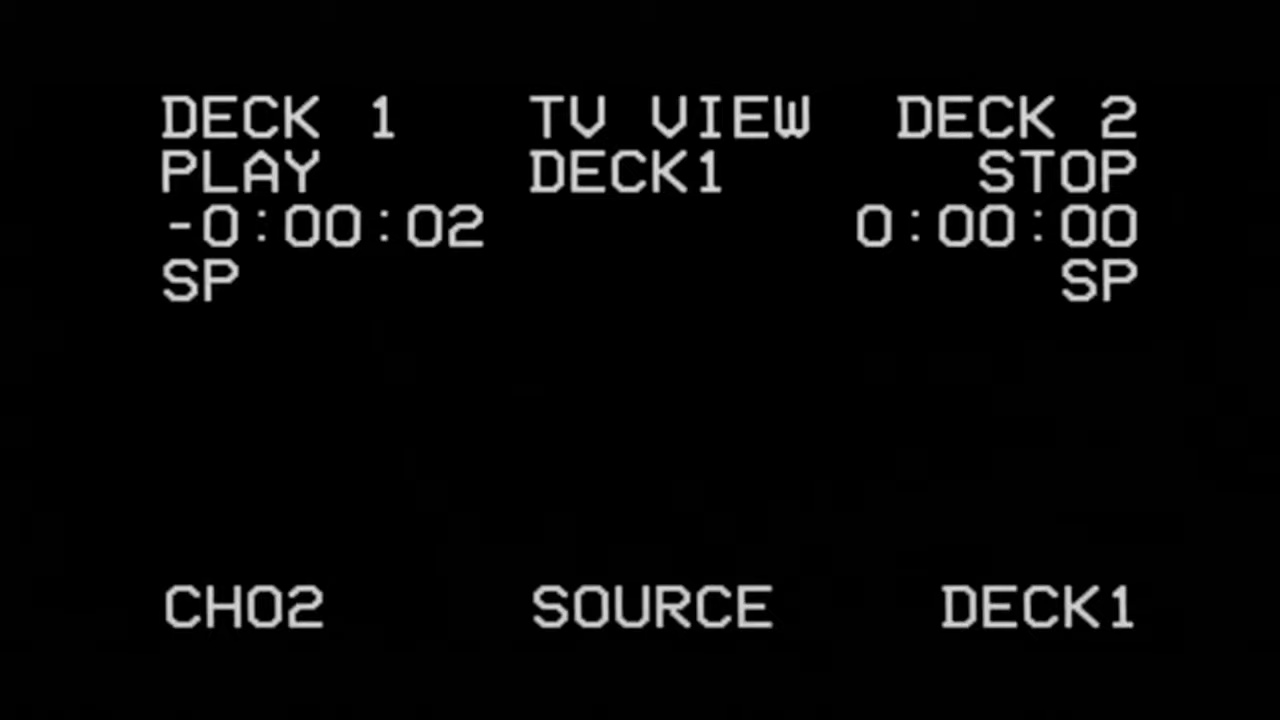 DECK 1 TV VIEW DECK 2
PLAY DECK1 STOP
-0:00:02 0:00:00
SP SP
CH02 SOURCE DECK1